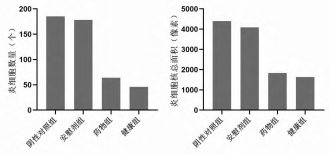 炎细胞数量（个）
200
150
100
50
0
阴性对照组
安慰剂组
药物组
健康组
炎细胞核总面积（像素）
5000
4000
3000
2000
1000
0
阴性对照组
安慰剂组
药物组
健康组